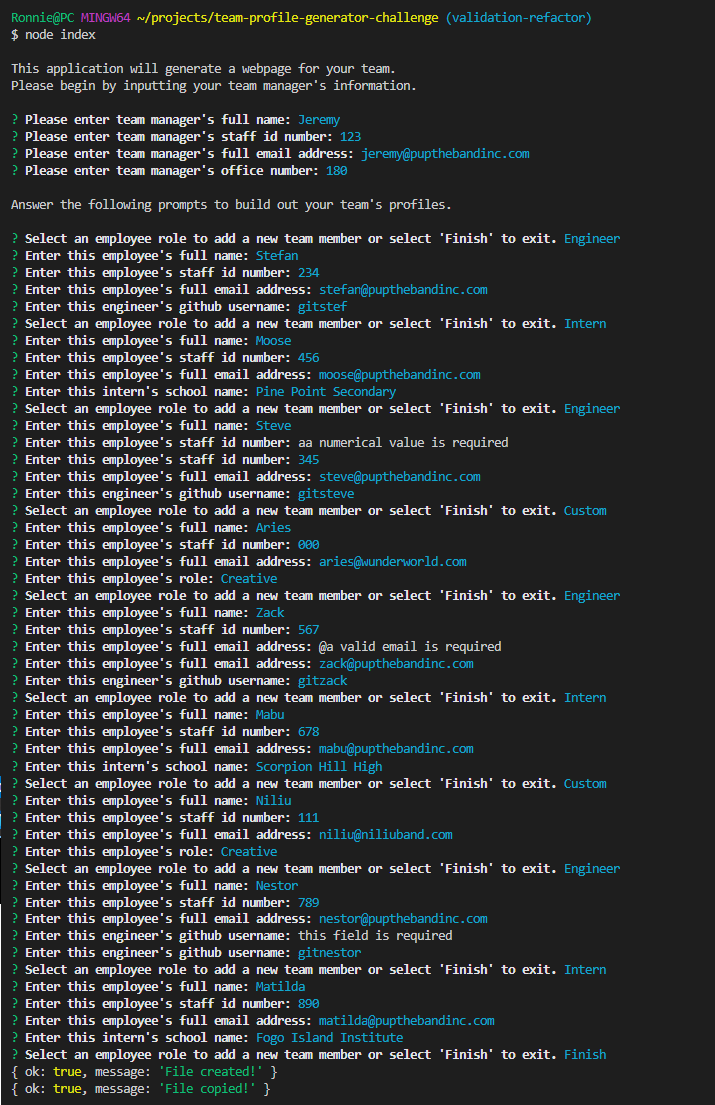 Ronnie@PC MINGW64 ~/projects/team-profile-generator-challenge (validation-refactor)
$ node index
This application will generate a webpage for your team.
Please begin by inputting your team manager's information.
? Please enter team manager's full name: Jeremy
? Please enter team manager's staff id number: 123
? Please enter team manager's full email address: jeremy@pupthebandinc.com
? Please enter team manager's office number: 180
Answer the following prompts to build out your team's profiles.
? Select an employee role to add a new team member or select 'Finish' to exit. Engineer
? Enter this employee's full name: Stefan
? Enter this employee's staff id number: 234
? Enter this employee's full email address: stefan@pupthebandinc.com
? Enter this engineer's github username: gitstef
? Select an employee role to add a new team member or select 'Finish' to exit. Intern
? Enter this employee's full name: Moose
? Enter this employee's staff id number: 456
? Enter this employee's full email address: moose@pupthebandinc.com
? Enter this intern's school name: Pine Point Secondary
? Select an employee role to add a new team member or select 'Finish' to exit. Engineer
? Enter this employee's full name: Steve
? Enter this employee's staff id number: aa numerical value is required
? Enter this employee's staff id number: 345
? Enter this employee's full email address: steve@pupthebandinc.com
? Enter this engineer's github username: gitsteve
? Select an employee role to add a new team member or select 'Finish' to exit. Custom
? Enter this employee's full name: Aries
? Enter this employee's staff id number: 000
? Enter this employee's full email address: aries@wunderworld.com
? Enter this employee's role: Creative
? Select an employee role to add a new team member or select 'Finish' to exit. Engineer
? Enter this employee's full name: Zack
? Enter this employee's staff id number: 567
? Enter this employee's full email address: @a valid email is required
? Enter this employee's full email address: zack@pupthebandinc.com
? Enter this engineer's github username: gitzack
? Select an employee role to add a new team member or select 'Finish' to exit. Intern
? Enter this employee's full name: Mabu
? Enter this employee's staff id number: 678
? Enter this employee's full email address: mabu@pupthebandinc.com
? Enter this intern's school name: Scorpion Hill High
? Select an employee role to add a new team member or select 'Finish' to exit. Custom
? Enter this employee's full name: Niliu
? Enter this employee's staff id number: 111
? Enter this employee's full email address: niliu@niliuband.com
? Enter this employee's role: Creative
? Select an employee role to add a new team member or select 'Finish' to exit. Engineer
? Enter this employee's full name: Nestor
? Enter this employee's staff id number: 789
? Enter this employee's full email address: nestor@pupthebandinc.com
? Enter this engineer's github username: this field is required
? Enter this engineer's github username: gitnestor
? Select an employee role to add a new team member or select 'Finish' to exit. Intern
? Enter this employee's full name: Matilda
? Enter this employee's staff id number: 890
? Enter this employee's full email address: matilda@pupthebandinc.com
? Enter this intern's school name: Fogo Island Institute
? Select an employee role to add a new team member or select 'Finish' to exit. Finish
{ ok: true, message: 'File created!' }
{ ok: true, message: 'File copied!' }